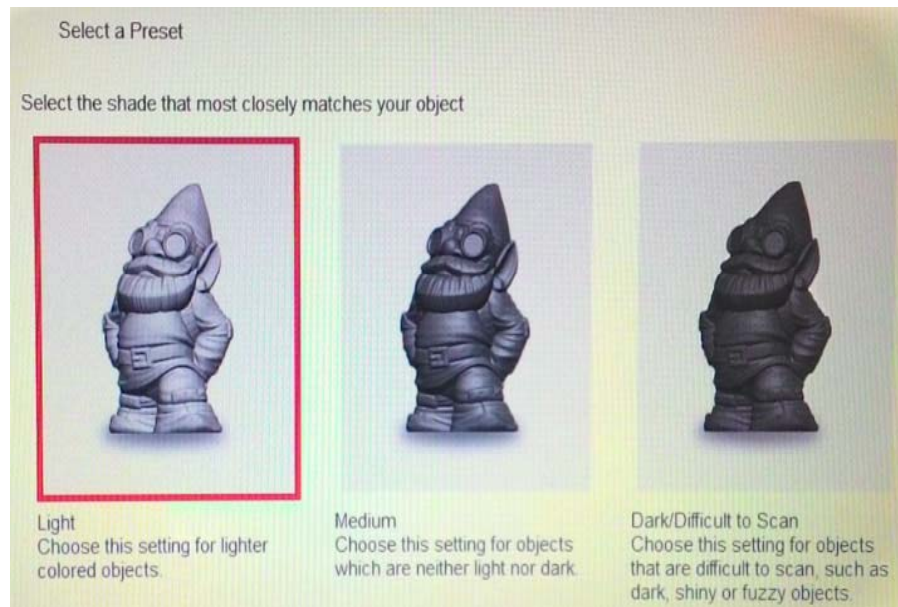 Select a Preset
Select the shade that most closely matches your object
Light
Choose this setting for lighter
colored objects.
Medium
Choose this setting for objects
which are neither light nor dark.
Dark/Difficult to Scan
Choose this setting for objects
that are difficult to scan, such as
dark, shiny or fuzzy objects.